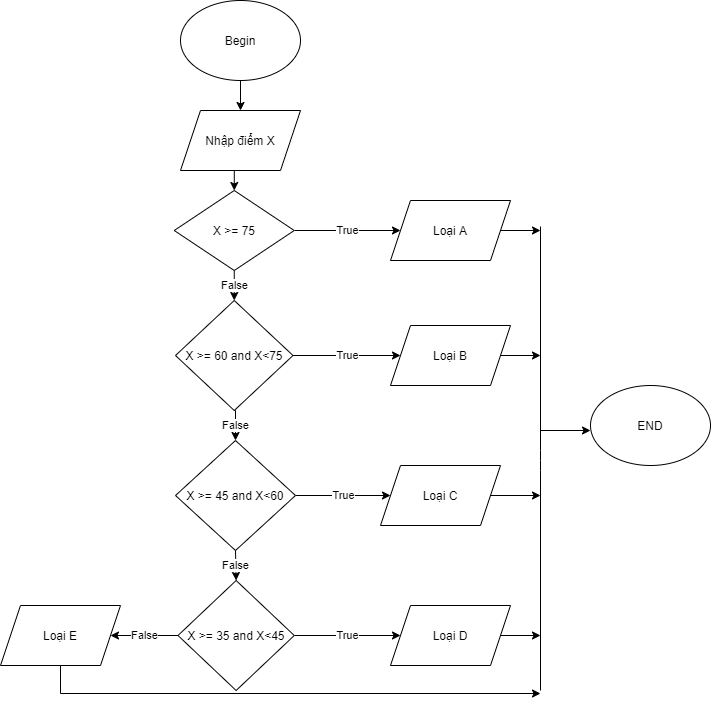 Begin
Nhập điểm X
X >= 75
True
Loại A
False
X >= 60 and X<75
True
Loại B
False
X >= 45 and X<60
True
Loại C
END
False
X >= 35 and X<45
True
Loại D
False
Loại E